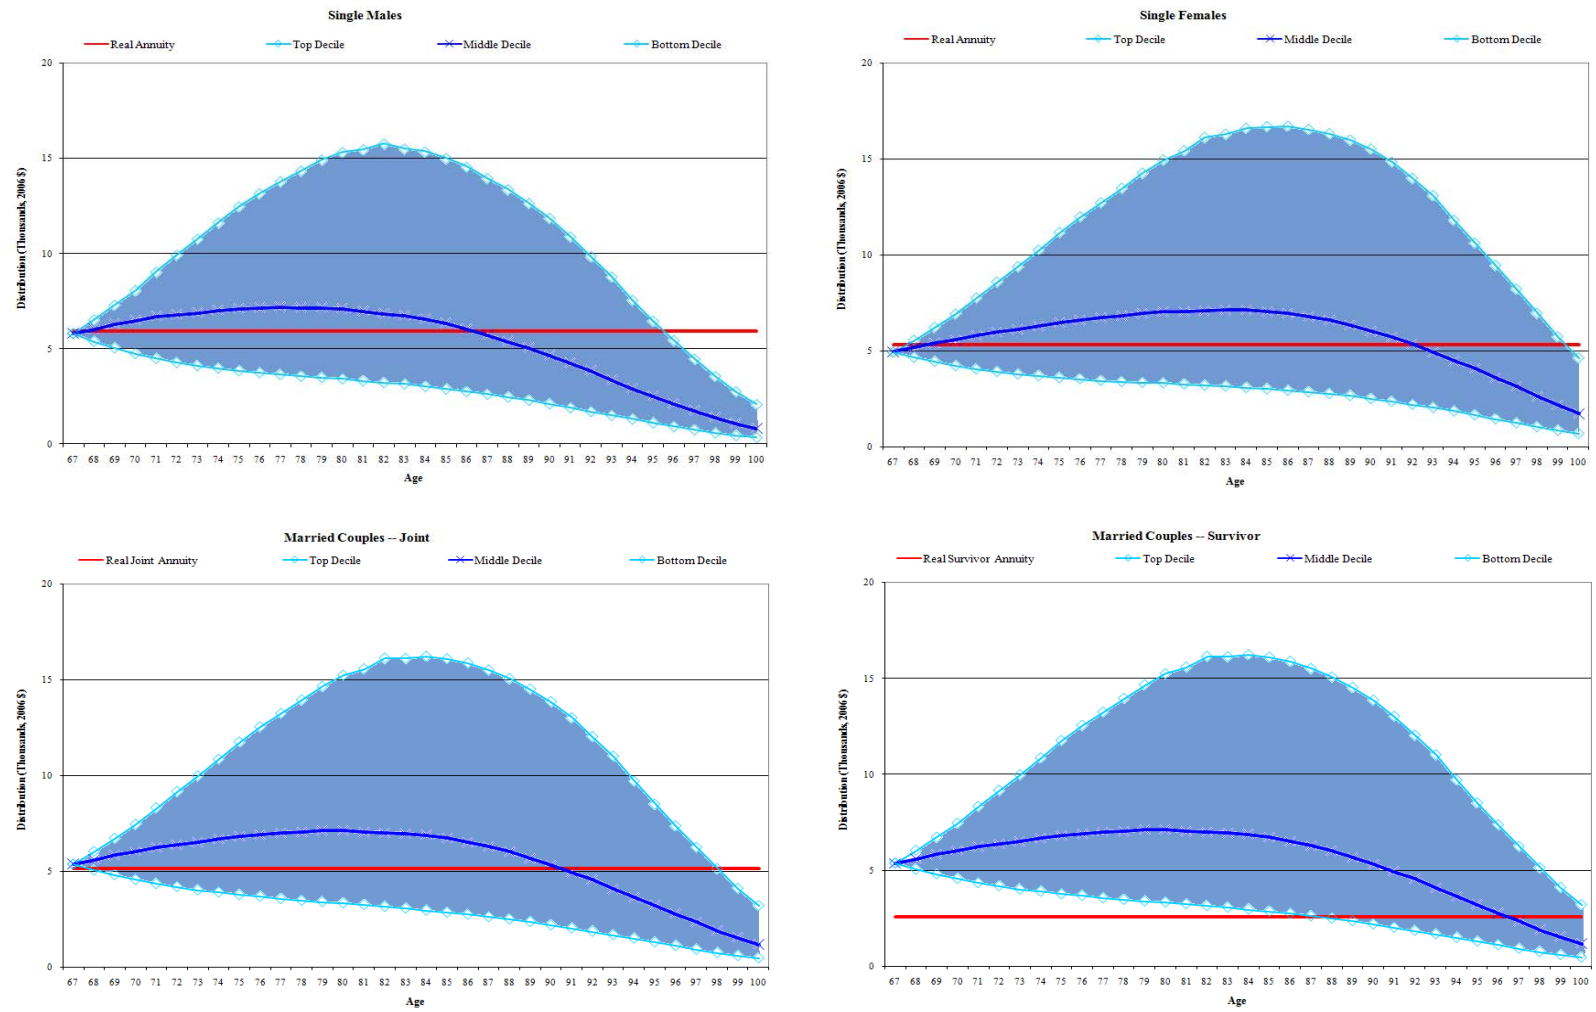 Single Males
Real Annuity Top Decile Middle Decile Bottom Decile
20
15
10
5
0
Distribution (Thousands, 2006 $)
67 68 69 70 71 72 73 74 75 76 77 78 79 80 81 82 83 84 85 86 87 88 89 90 91 92 93 94 95 96 97 98 99 100
Age
Single Females
Real Annuity Top Decile Middle Decile Bottom Decile
20
15
10
5
0
Distribution (Thousands, 2006 $)
67 68 69 70 71 72 73 74 75 76 77 78 79 80 81 82 83 84 85 86 87 88 89 90 91 92 93 94 95 96 97 98 99 100
Age
Married Couples -- Joint
Real Joint Annuity Top Decile Middle Decile Bottom Decile
20
15
10
5
0
Distribution (Thousands, 2006 $)
67 68 69 70 71 72 73 74 75 76 77 78 79 80 81 82 83 84 85 86 87 88 89 90 91 92 93 94 95 96 97 98 99 100
Age
Married Couples -- Survivor
Real Survivor Annuity Top Decile Middle Decile Bottom Decile
20
15
10
5
0
Distribution (Thousands, 2006 $)
67 68 69 70 71 72 73 74 75 76 77 78 79 80 81 82 83 84 85 86 87 88 89 90 91 92 93 94 95 96 97 98 99 100
Age